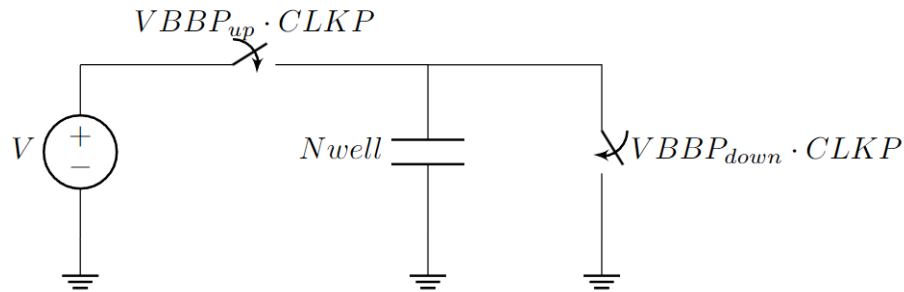 VBBP_up · CLKP
V
+
−
Nwell
VBBP_down · CLKP